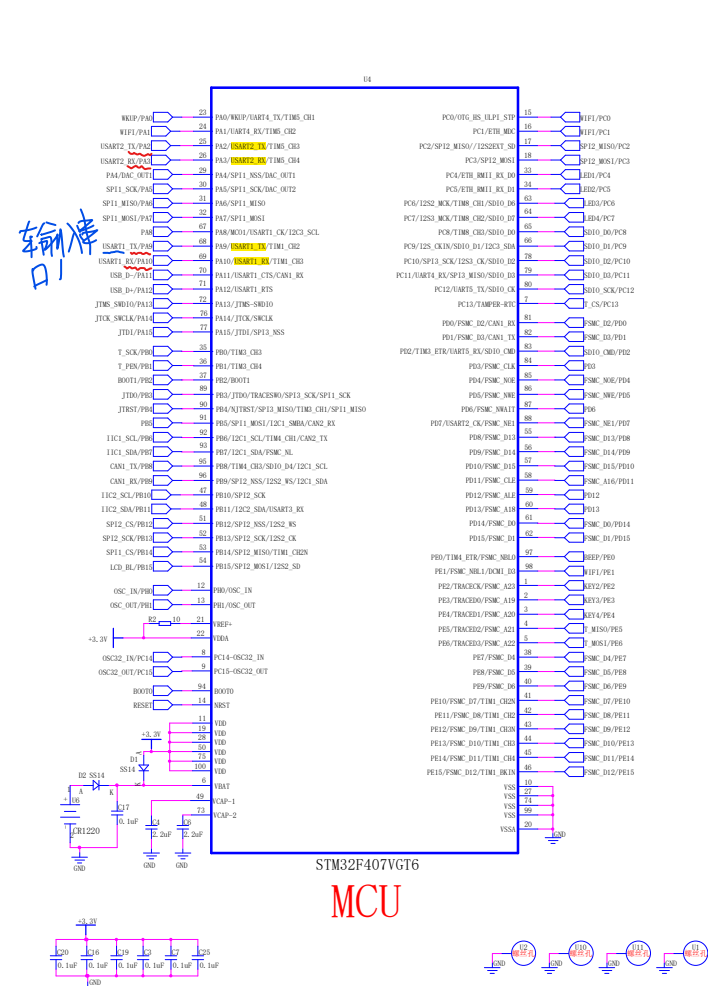 U4
WKUP/PA0 23 PA0/WKUP/UART4_TX/TIM5_CH1
WIFI/PA1 24 PA1/UART4_RX/TIM5_CH2
USART2_TX/PA2 25 PA2/USART2_TX/TIM5_CH3
USART2_RX/PA3 26 PA3/USART2_RX/TIM5_CH4
PA4/DAC_OUT1 29 PA4/SPI1_NSS/DAC_OUT1
SPI1_SCK/PA5 30 PA5/SPI1_SCK/DAC_OUT2
SPI1_MISO/PA6 31 PA6/SPI1_MISO
SPI1_MOSI/PA7 32 PA7/SPI1_MOSI
PA8 67 PA8/MCO1/USART1_CK/I2C3_SCL
USART1_TX/PA9 68 PA9/USART1_TX/TIM1_CH2
USART1_RX/PA10 69 PA10/USART1_RX/TIM1_CH3
USB_D-/PA11 70 PA11/USART1_CTS/CAN1_RX
USB_D+/PA12 71 PA12/USART1_RTS
JTMS_SWDIO/PA13 72 PA13/JTMS-SWDIO
JTCK_SWCLK/PA14 76 PA14/JTCK/SWCLK
JTDI/PA15 77 PA15/JTDI/SPI3_NSS
T_SCK/PB0 35 PB0/TIM3_CH3
T_PEN/PB1 36 PB1/TIM3_CH4
BOOT1/PB2 37 PB2/BOOT1
JTDO/PB3 89 PB3/JTDO/TRACESWO/SPI3_SCK/SPI1_SCK
JTRST/PB4 90 PB4/NJTRST/SPI3_MISO/TIM3_CH1/SPI1_MISO
PB5 91 PB5/SPI1_MOSI/I2C1_SMBA/CAN2_RX
IIC1_SCL/PB6 92 PB6/I2C1_SCL/TIM4_CH1/CAN2_TX
IIC1_SDA/PB7 93 PB7/I2C1_SDA/FSMC_NL
CAN1_TX/PB8 95 PB8/TIM4_CH3/SDIO_D4/I2C1_SCL
CAN1_RX/PB9 96 PB9/SPI2_NSS/I2S2_WS/I2C1_SDA
IIC2_SCL/PB10 47 PB10/SPI2_SCK
IIC2_SDA/PB11 48 PB11/I2C2_SDA/USART3_RX
SPI2_CS/PB12 51 PB12/SPI2_NSS/I2S2_WS
SPI2_SCK/PB13 52 PB13/SPI2_SCK/I2S2_CK
SPI1_CS/PB14 53 PB14/SPI2_MISO/TIM1_CH2N
LCD_BL/PB15 54 PB15/SPI2_MOSI/I2S2_SD
OSC_IN/PH0 12 PH0/OSC_IN
OSC_OUT/PH1 13 PH1/OSC_OUT
R2 10 21 VREF+
+3.3V 22 VDDA
OSC32_IN/PC14 8 PC14-OSC32_IN
OSC32_OUT/PC15 9 PC15-OSC32_OUT
BOOT0 94 BOOT0
RESET 14 NRST
11 VDD
19 VDD
28 VDD
50 VDD
75 VDD
100 VDD
+3.3V
D1
SS14
A
K
D2 SS14
A K
6 VBAT
49 VCAP-1
73 VCAP-2
U6
CR1220
C17
0.1uF
C4
2.2uF
C6
2.2uF
GND
GND
GND
PC0/OTG_HS_ULPI_STP 15 WIFI/PC0
PC1/ETH_MDC 16 WIFI/PC1
PC2/SPI2_MISO//I2S2EXT_SD 17 SPI2_MISO/PC2
PC3/SPI2_MOSI 18 SPI2_MOSI/PC3
PC4/ETH_RMII_RX_D0 33 LED1/PC4
PC5/ETH_RMII_RX_D1 34 LED2/PC5
PC6/I2S2_MCK/TIM8_CH1/SDIO_D6 63 LED3/PC6
PC7/I2S3_MCK/TIM8_CH2/SDIO_D7 64 LED4/PC7
PC8/TIM8_CH3/SDIO_D0 65 SDIO_D0/PC8
PC9/I2S_CKIN/SDIO_D1/I2C3_SDA 66 SDIO_D1/PC9
PC10/SPI3_SCK/I2S3_CK/SDIO_D2 78 SDIO_D2/PC10
PC11/UART4_RX/SPI3_MISO/SDIO_D3 79 SDIO_D3/PC11
PC12/UART5_TX/SDIO_CK 80 SDIO_SCK/PC12
PC13/TAMPER-RTC 7 T_CS/PC13
PD0/FSMC_D2/CAN1_RX 81 FSMC_D2/PD0
PD1/FSMC_D3/CAN1_TX 82 FSMC_D3/PD1
PD2/TIM3_ETR/UART5_RX/SDIO_CMD 83 SDIO_CMD/PD2
PD3/FSMC_CLK 84 PD3
PD4/FSMC_NOE 85 FSMC_NOE/PD4
PD5/FSMC_NWE 86 FSMC_NWE/PD5
PD6/FSMC_NWAIT 87 PD6
PD7/USART2_CK/FSMC_NE1 88 FSMC_NE1/PD7
PD8/FSMC_D13 55 FSMC_D13/PD8
PD9/FSMC_D14 56 FSMC_D14/PD9
PD10/FSMC_D15 57 FSMC_D15/PD10
PD11/FSMC_CLE 58 FSMC_A16/PD11
PD12/FSMC_ALE 59 PD12
PD13/FSMC_A18 60 PD13
PD14/FSMC_D0 61 FSMC_D0/PD14
PD15/FSMC_D1 62 FSMC_D1/PD15
PE0/TIM4_ETR/FSMC_NBL0 97 BEEP/PE0
PE1/FSMC_NBL1/DCMI_D3 98 WIFI/PE1
PE2/TRACECK/FSMC_A23 1 KEY2/PE2
PE3/TRACED0/FSMC_A19 2 KEY3/PE3
PE4/TRACED1/FSMC_A20 3 KEY4/PE4
PE5/TRACED2/FSMC_A21 4 T_MISO/PE5
PE6/TRACED3/FSMC_A22 5 T_MOSI/PE6
PE7/FSMC_D4 38 FSMC_D4/PE7
PE8/FSMC_D5 39 FSMC_D5/PE8
PE9/FSMC_D6 40 FSMC_D6/PE9
PE10/FSMC_D7/TIM1_CH2N 41 FSMC_D7/PE10
PE11/FSMC_D8/TIM1_CH2 42 FSMC_D8/PE11
PE12/FSMC_D9/TIM1_CH3N 43 FSMC_D9/PE12
PE13/FSMC_D10/TIM1_CH3 44 FSMC_D10/PE13
PE14/FSMC_D11/TIM1_CH4 45 FSMC_D11/PE14
PE15/FSMC_D12/TIM1_BKIN 46 FSMC_D12/PE15
VSS 10
VSS 27
VSS 74
VSS 99
VSSA 20
GND
STM32F407VGT6
MCU
+3.3V
C20 C16 C19 C3 C7 C25
0.1uF 0.1uF 0.1uF 0.1uF 0.1uF 0.1uF
GND
U2 U10 U11 U1
螺丝孔 螺丝孔 螺丝孔 螺丝孔
GND GND GND GND